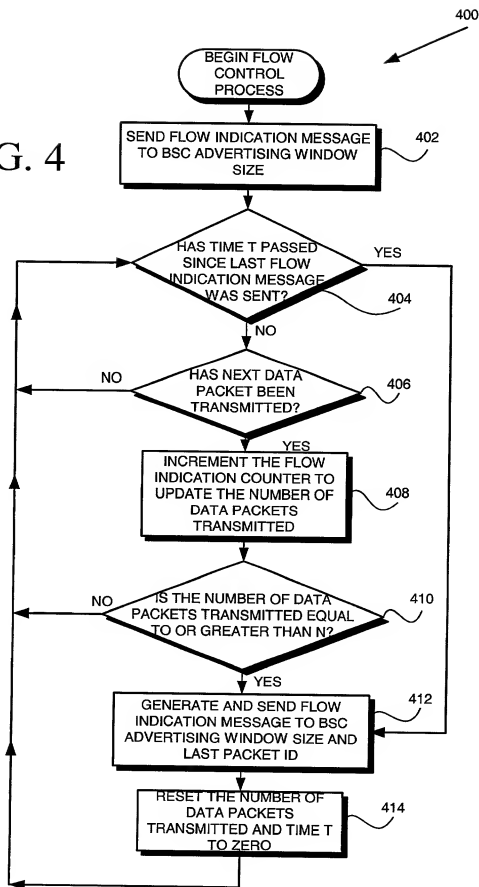 400
BEGIN FLOW
CONTROL
PROCESS
G. 4
SEND FLOW INDICATION MESSAGE
TO BSC ADVERTISING WINDOW
SIZE
402
HAS TIME T PASSED
SINCE LAST FLOW
INDICATION MESSAGE
WAS SENT?
YES
404
NO
HAS NEXT DATA
PACKET BEEN
TRANSMITTED?
NO
406
YES
INCREMENT THE FLOW
INDICATION COUNTER TO
UPDATE THE NUMBER OF
DATA PACKETS
TRANSMITTED
408
IS THE NUMBER OF DATA
PACKETS TRANSMITTED EQUAL
TO OR GREATER THAN N?
NO
410
YES
GENERATE AND SEND FLOW
INDICATION MESSAGE TO BSC
ADVERTISING WINDOW SIZE AND
LAST PACKET ID
412
RESET THE NUMBER OF
DATA PACKETS
TRANSMITTED AND TIME T
TO ZERO
414